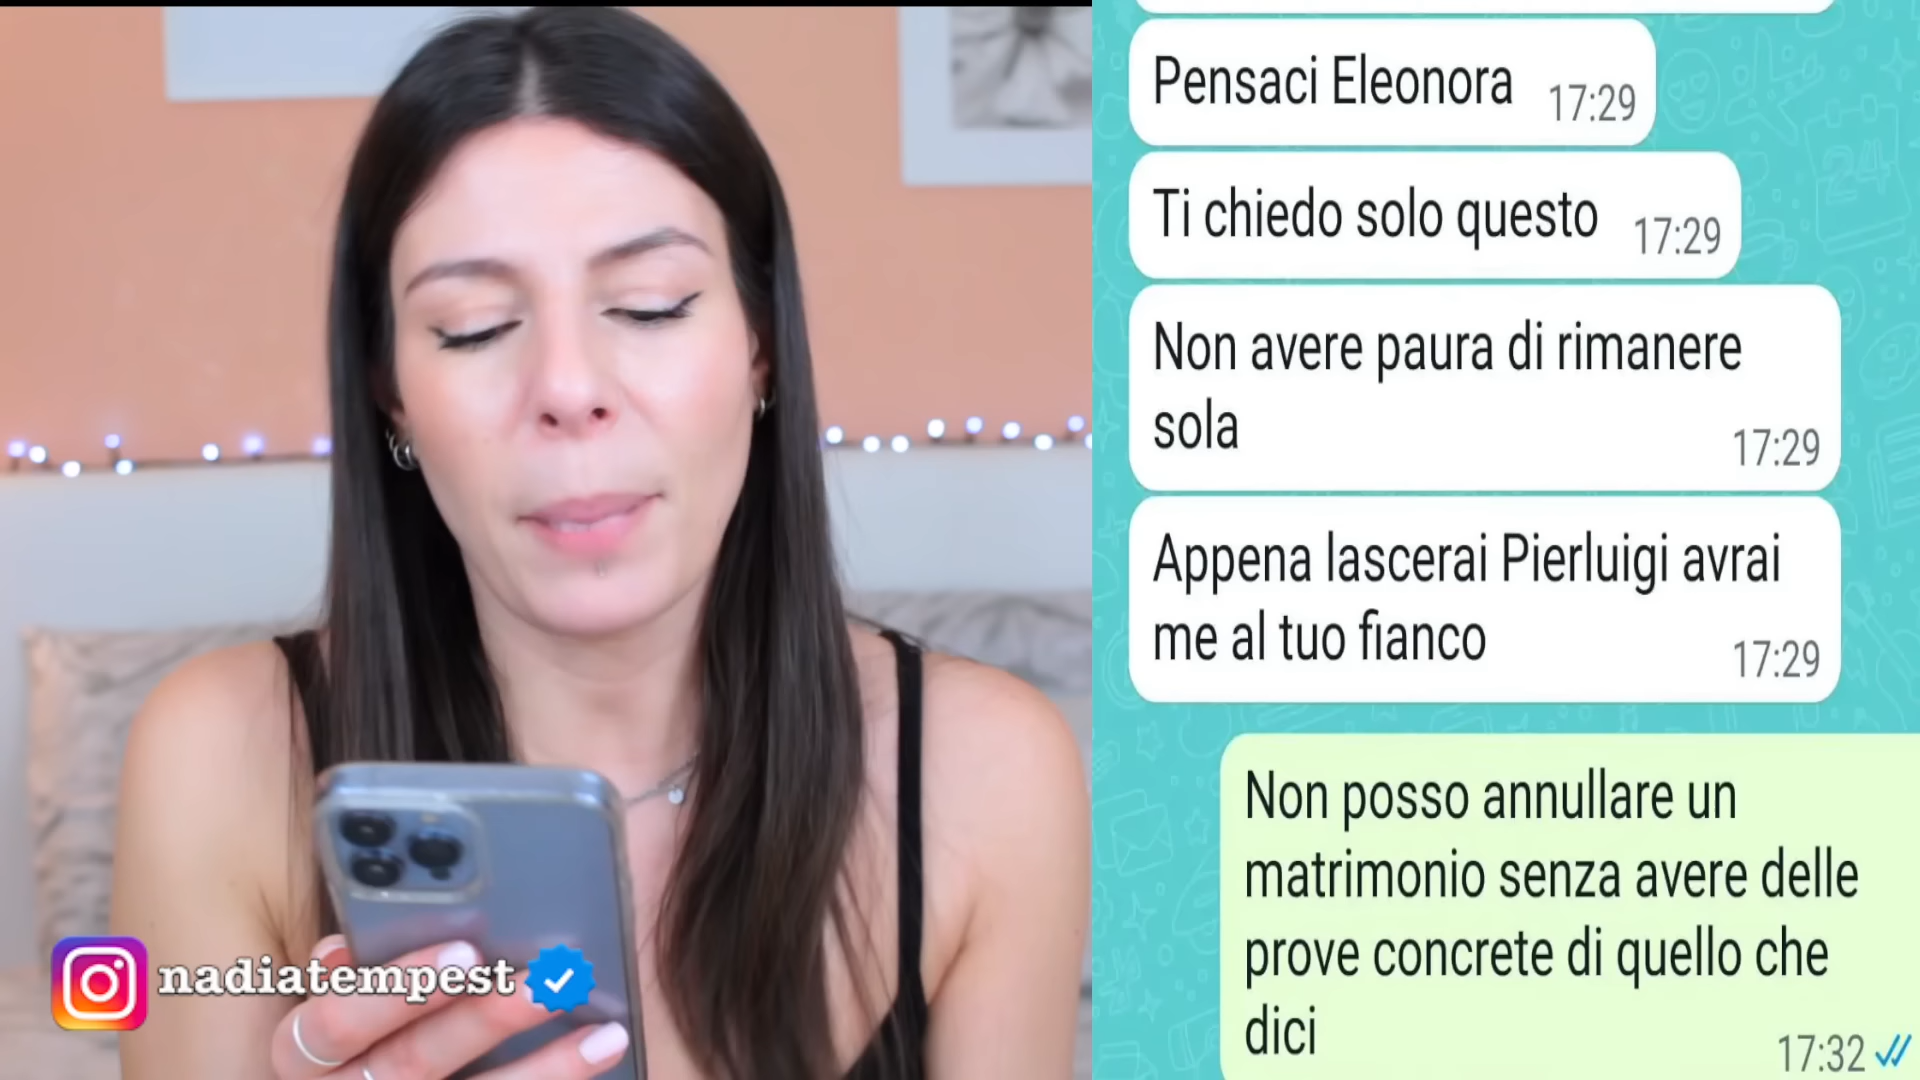 Pensaci Eleonora 17:29
Ti chiedo solo questo 17:29
Non avere paura di rimanere
sola 17:29
24
Appena lascerai Pierluigi avrai
me al tuo fianco 17:29
Non posso annullare un
matrimonio senza avere delle
prove concrete di quello che
dici 17:32
nadiatempest